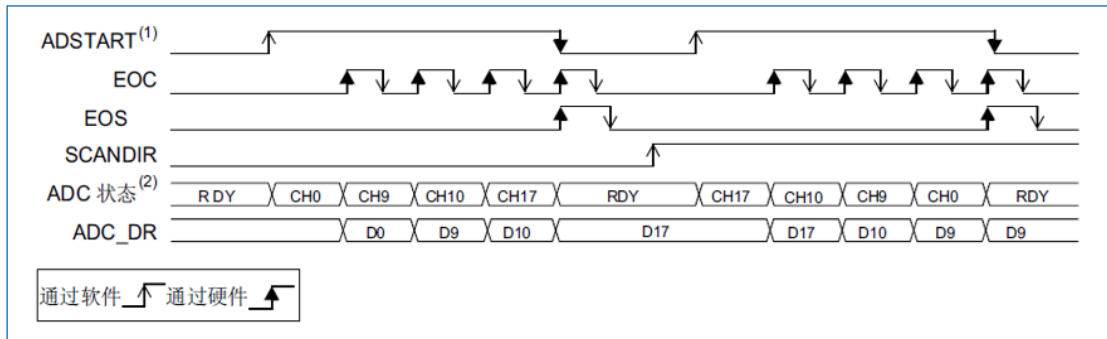 ADSTART(1)
EOC
EOS
SCANDIR
ADC 状态(2) RDY CH0 CH9 CH10 CH17 RDY CH17 CH10 CH9 CH0 RDY
ADC_DR D0 D9 D10 D17 D17 D10 D9 D9
通过软件 通过硬件